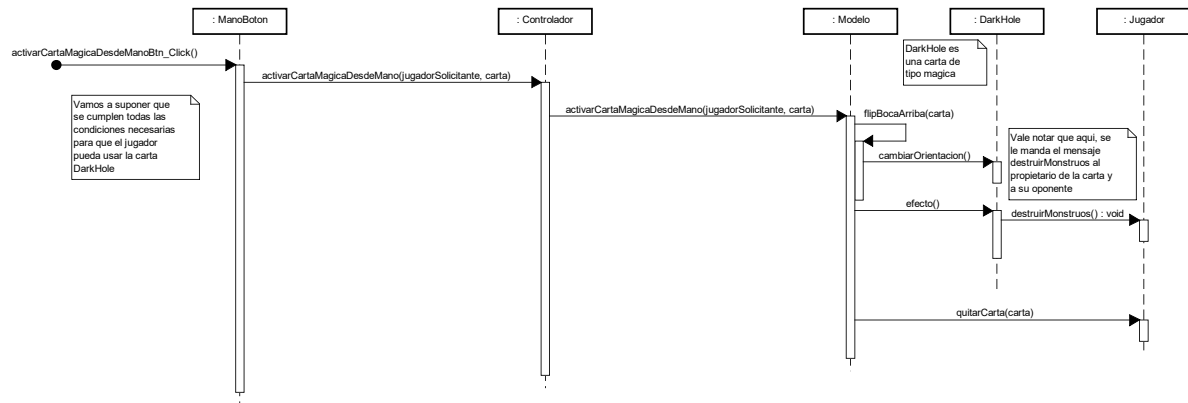 : ManoBoton
: Controlador
: Modelo
: DarkHole
: Jugador
activarCartaMagicaDesdeManoBtn_Click()
DarkHole es
una carta de
tipo magica
activarCartaMagicaDesdeMano(jugadorSolicitante, carta)
Vamos a suponer que
se cumplen todas las
condiciones necesarias
para que el jugador
pueda usar la carta
DarkHole
activarCartaMagicaDesdeMano(jugadorSolicitante, carta)
flipBocaArriba(carta)
Vale notar que aqui, se
le manda el mensaje
destruirMonstruos al
propietario de la carta y
a su oponente
cambiarOrientacion()
efecto()
destruirMonstruos() : void
quitarCarta(carta)